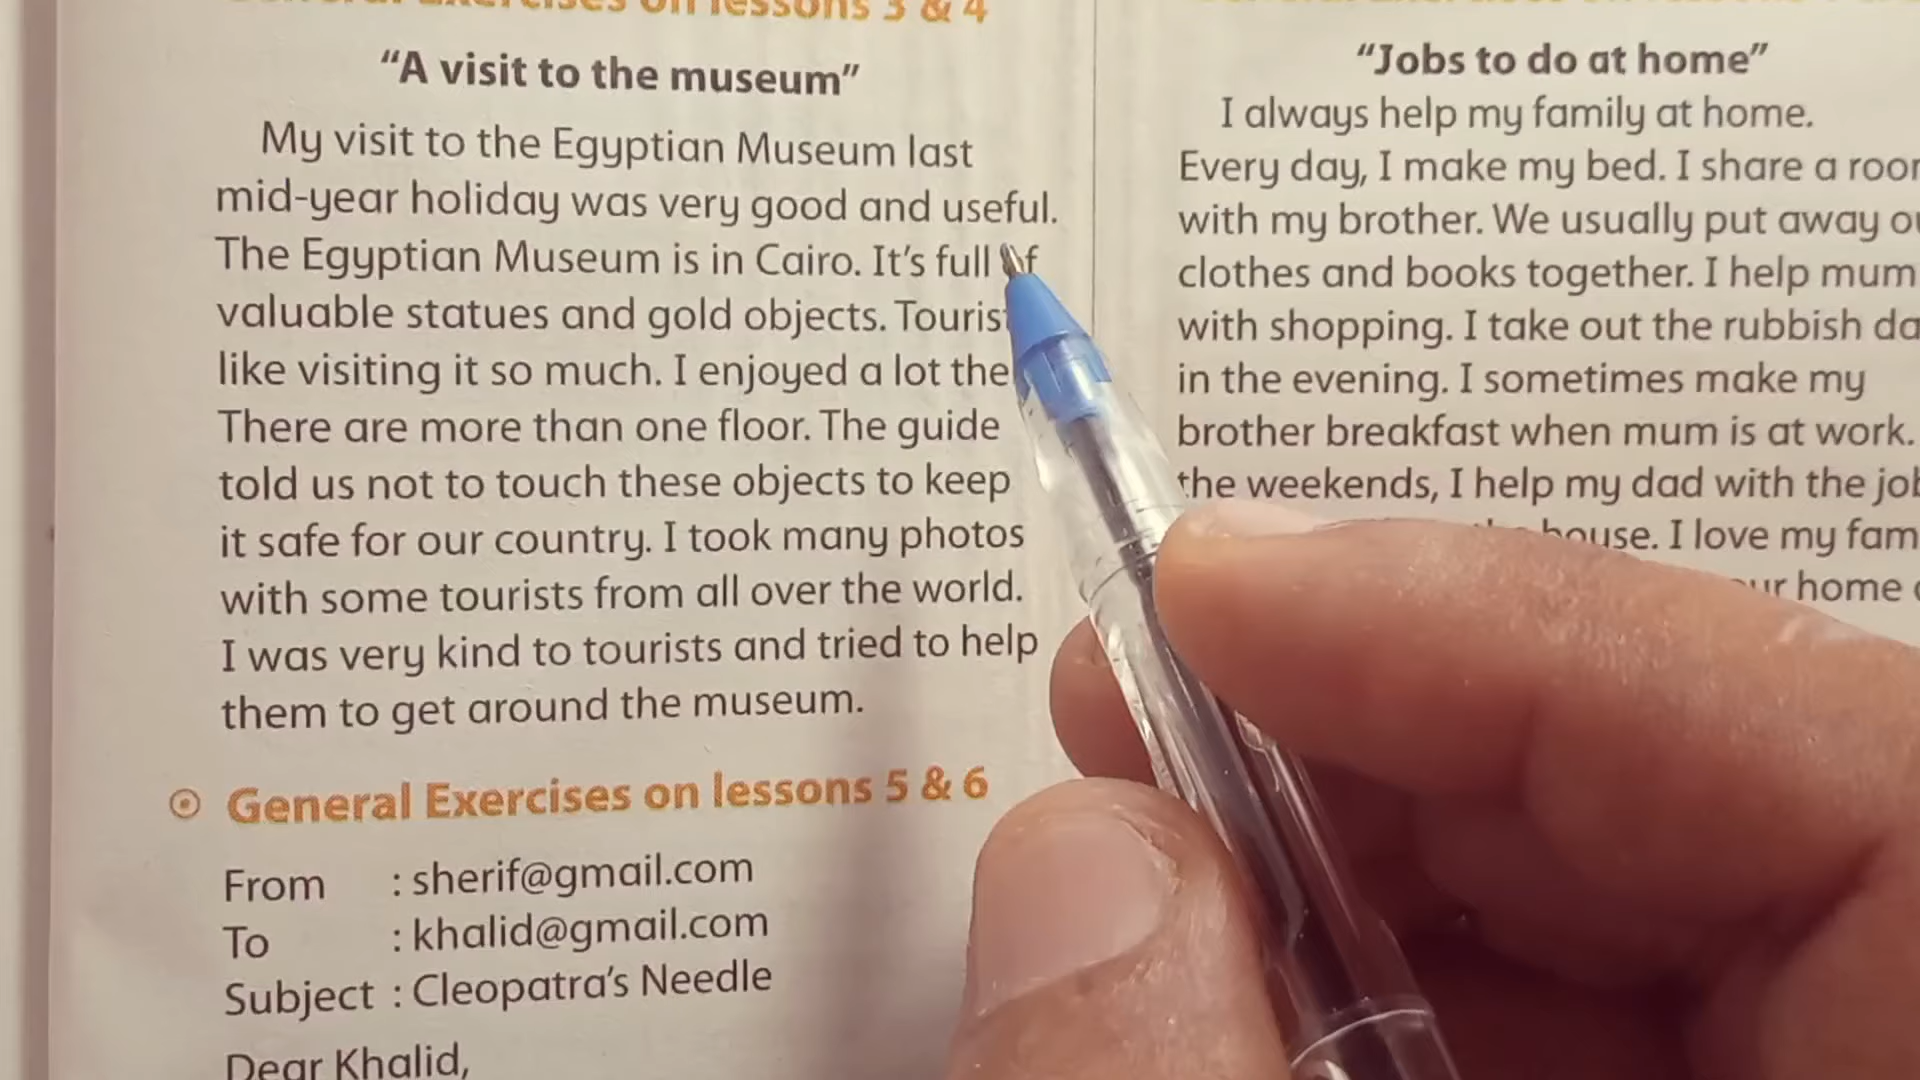 General Exercises on lessons 3 & 4
“A visit to the museum”
My visit to the Egyptian Museum last
mid-year holiday was very good and useful.
The Egyptian Museum is in Cairo. It’s full of
valuable statues and gold objects.
like visiting it so much. I enjoyed a lot
There are more than one floor. The guide
told us not to touch these objects to keep
it safe for our country. I took many photos
with some tourists from all over the world.
I was very kind to tourists and tried to help
them to get around the museum.
General Exercises on lessons 5 & 6
From : sherif@gmail.com
To : khalid@gmail.com
Subject : Cleopatra’s Needle
Dear Khalid,
“Jobs to do at home”
I always help my family at home.
Every day, I make my bed. I share a
with my brother. We usually put away
clothes and books together. I help mum
with shopping. I take out the rubbish
in the evening. I sometimes make my
brother breakfast when mum is at work.
the weekends, I help my dad with the
house. I love my
home